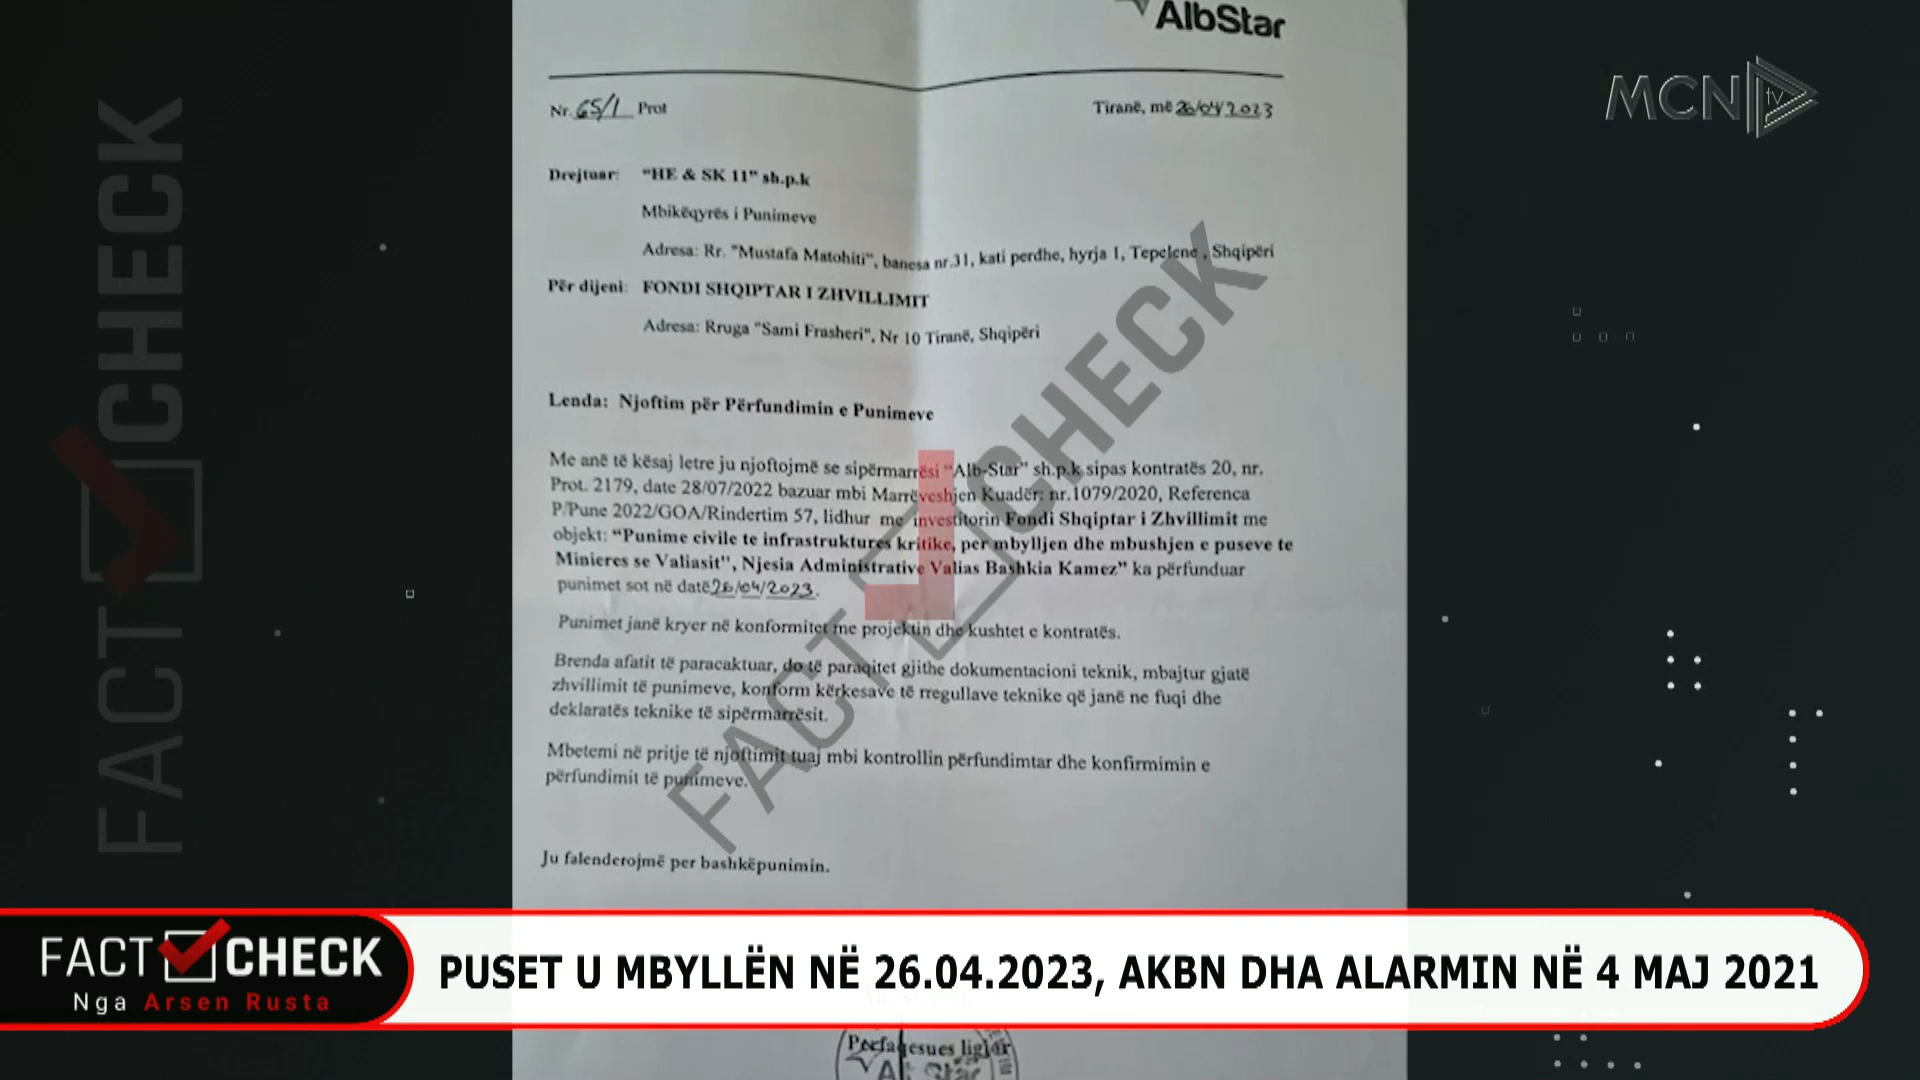 AlbStar
MCN tv
Nr. 65/1 Prot
Tiranë, më 26/04/2023
Drejtuar: "HE & SK 11" sh.p.k
Mbikëqyrës i Punimeve
Adresa: Rr. "Mustafa Matohiti", banesa nr.31, kati perdhe, hyrja 1, Tepelene , Shqipëri
Për dijeni: FONDI SHQIPTAR I ZHVILLIMIT
Adresa: Rruga "Sami Frasheri", Nr 10 Tiranë, Shqipëri
Lenda: Njoftim për Përfundimin e Punimeve
Me anë të kësaj letre ju njoftojmë se sipërmarrësi "Alb-Star" sh.p.k sipas kontratës 20, nr.
Prot. 2179, date 28/07/2022 bazuar mbi Marrëveshjen Kuadër: nr.1079/2020, Referenca
P/Pune 2022/GOA/Rindertim 57, lidhur me investitorin Fondi Shqiptar i Zhvillimit me
objekt: "Punime civile te infrastruktures kritike, per mbylljen dhe mbushjen e puseve te
Minieres se Valiasit", Njesia Administrative Valias Bashkia Kamez" ka përfunduar
punimet sot në datë 26/04/2023.
Punimet janë kryer në konformitet me projektin dhe kushtet e kontratës.
Brenda afatit të paracaktuar, do të paraqitet gjithe dokumentacioni teknik, mbajtur gjatë
zhvillimit të punimeve, konform kërkesave të rregullave teknike që janë ne fuqi dhe
deklaratës teknike të sipërmarrësit.
Mbetemi në pritje të njoftimit tuaj mbi kontrollin përfundimtar dhe konfirmimin e
përfundimit të punimeve.
Ju falenderojmë per bashkëpunimin.
FACT CHECK
FACT CHECK
FACT CHECK
Nga Arsen Rusta
PUSET U MBYLLËN NË 26.04.2023, AKBN DHA ALARMIN NË 4 MAJ 2021
Përfaqesues ligjor